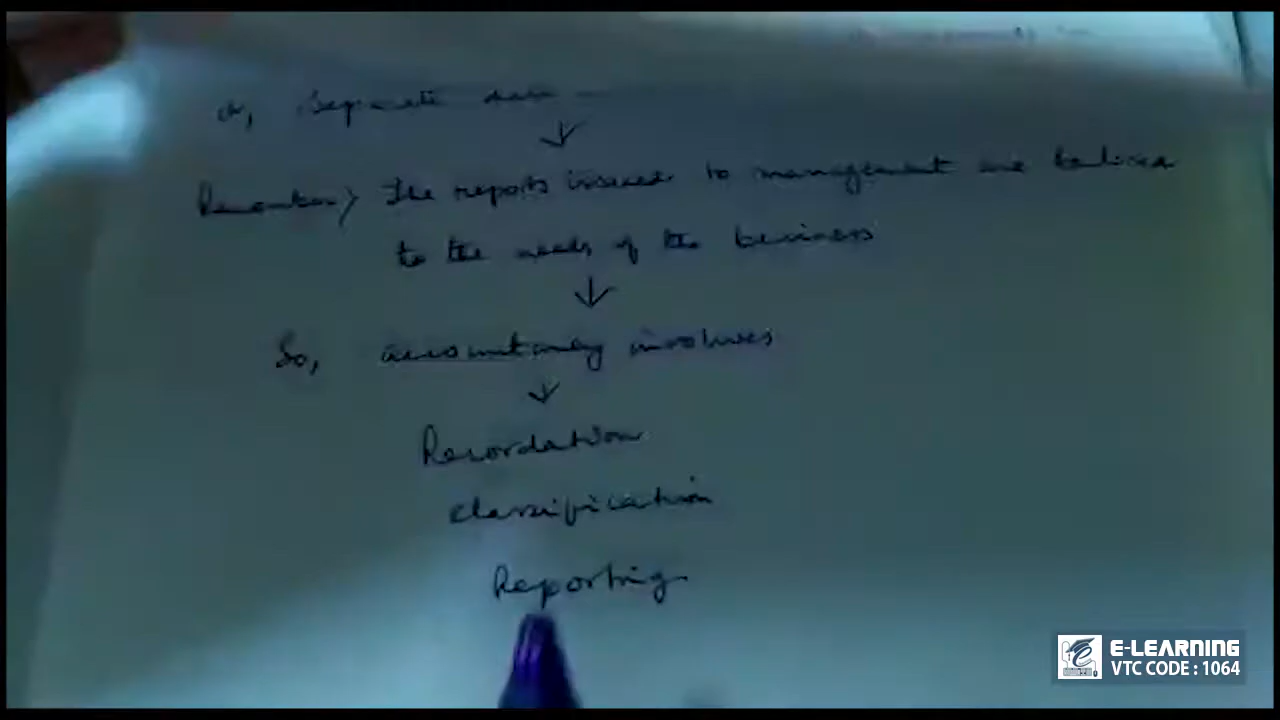 Separate
Remember> The reports issued to management are
to the needs of the business
So, accountancy involves
Recordation
classification
Reporting
E-LEARNING
VTC CODE : 1064